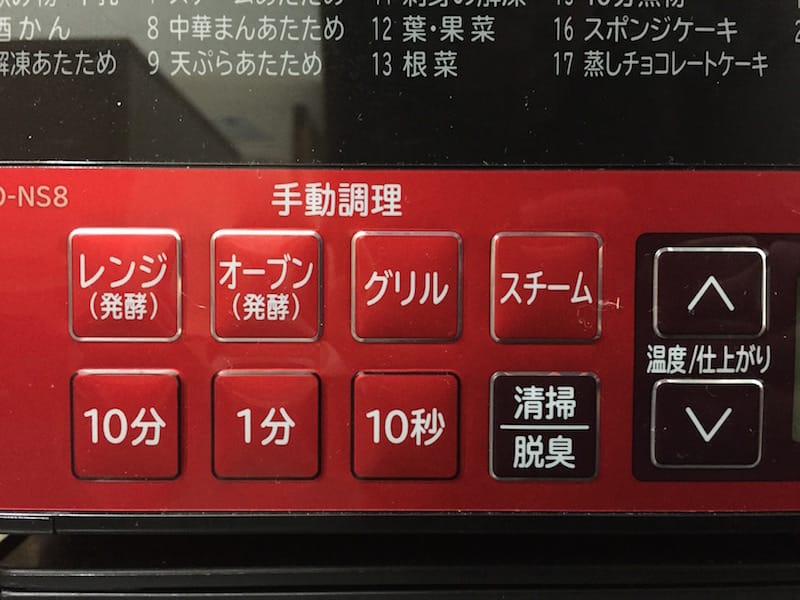 酒かん 8 中華まんあたため 12 葉・果菜 16 スポンジケーキ
解凍あたため 9 天ぷらあたため 13 根菜 17 蒸しチョコレートケーキ
-NS8
手動調理
レンジ オーブン グリル スチーム
(発酵) (発酵)
温度/仕上がり
10分 1分 10秒 清掃
脱臭